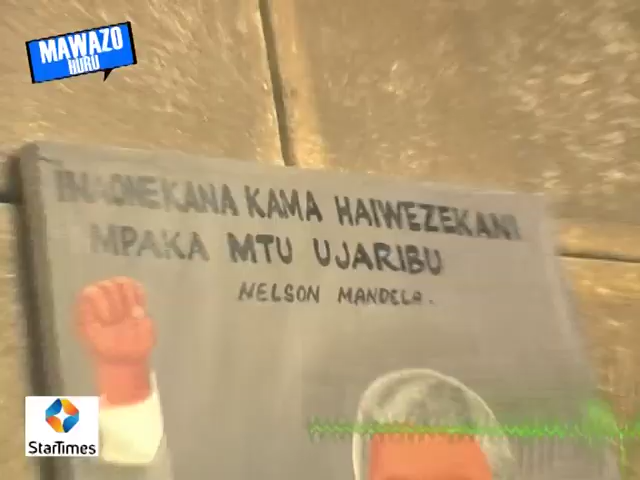 MAWAZO
HURU
INAONEKANA KAMA HAIWEZEKANI
MPAKA MTU UJARIBU
NELSON MANDELA.
StarTimes